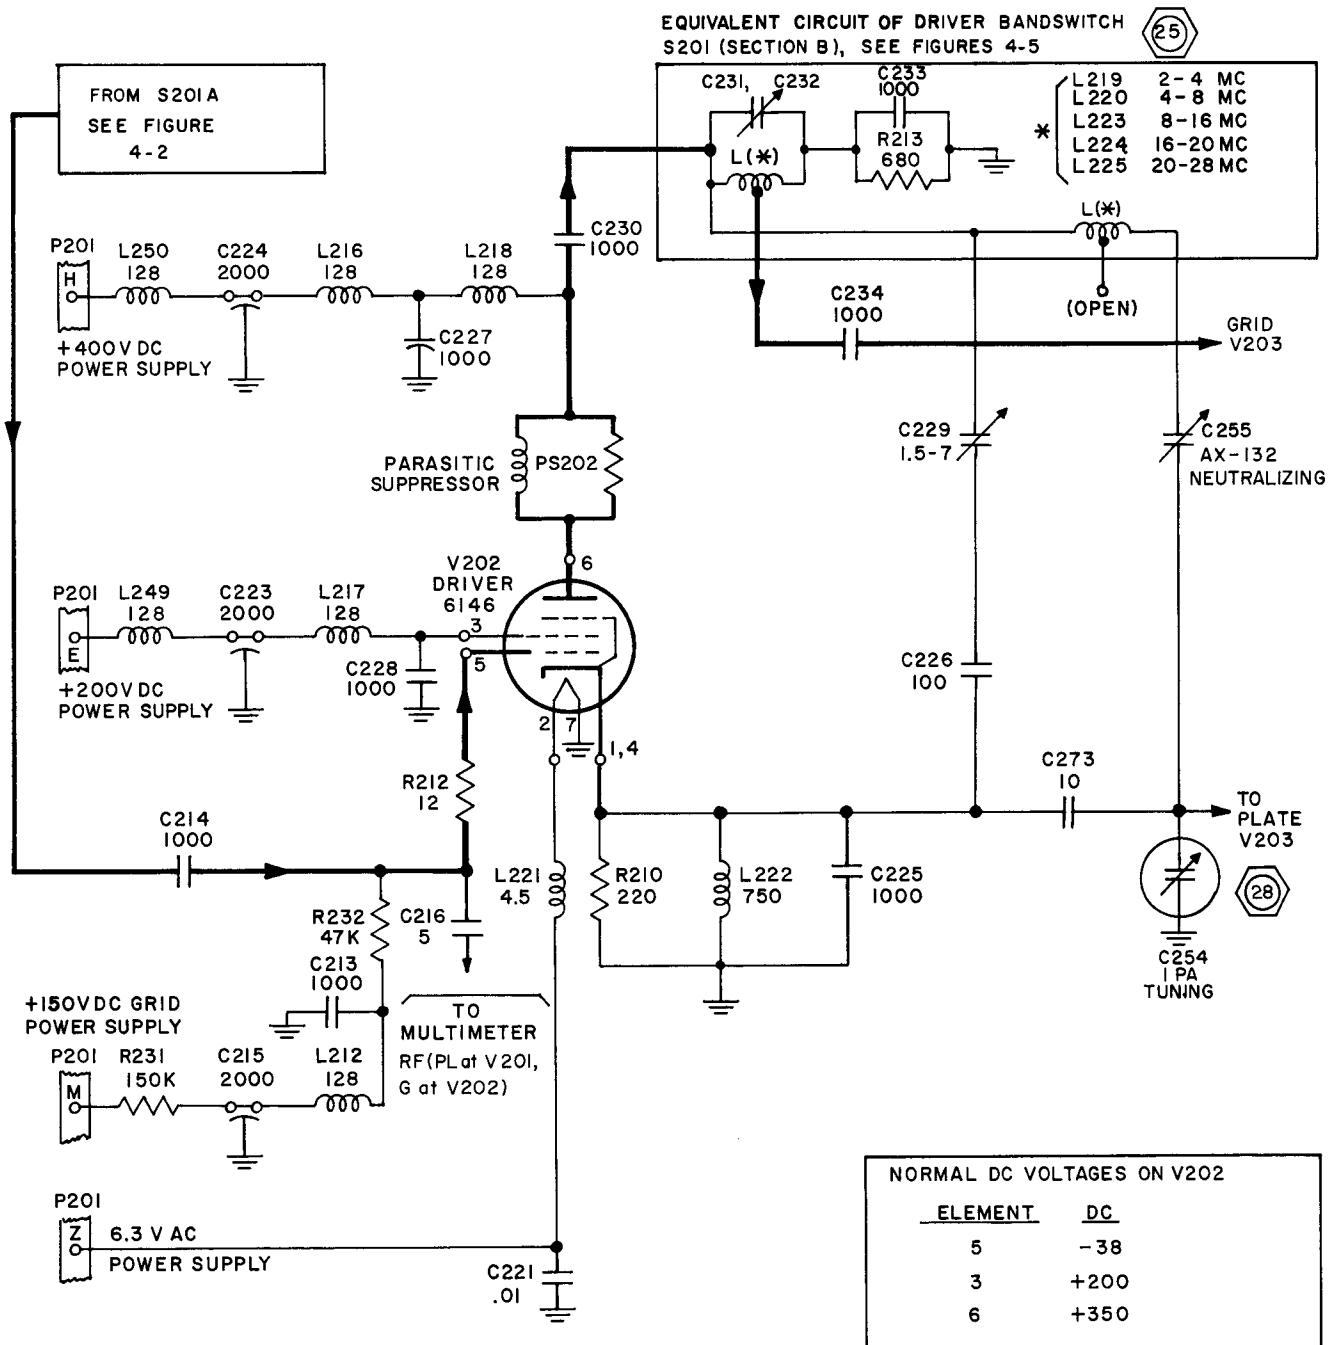 EQUIVALENT CIRCUIT OF DRIVER BANDSWITCH
S201 (SECTION B), SEE FIGURES 4-5
25
FROM S201A
SEE FIGURE
4-2
C231, C232
C233
1000
R213
680
L(*)
*
L219 2-4 MC
L220 4-8 MC
L223 8-16 MC
L224 16-20 MC
L225 20-28 MC
L(*)
(OPEN)
C230
1000
P201
H
L250
128
C224
2000
L216
128
L218
128
C227
1000
+400V DC
POWER SUPPLY
C234
1000
GRID
V203
C229
1.5-7
C255
AX-132
NEUTRALIZING
PARASITIC
SUPPRESSOR
PS202
6
V202
DRIVER
6146
3
5
2
7
1,4
P201
E
L249
128
C223
2000
L217
128
C228
1000
+200V DC
POWER SUPPLY
C226
100
C273
10
TO
PLATE
V203
R212
12
C214
1000
L221
4.5
R210
220
L222
750
C225
1000
28
C254
1 PA
TUNING
R232
47K
C216
5
C213
1000
TO
MULTIMETER
RF(PL at V201,
G at V202)
+150VDC GRID
POWER SUPPLY
P201
M
R231
150K
C215
2000
L212
128
P201
Z
6.3 V AC
POWER SUPPLY
C221
.01
NORMAL DC VOLTAGES ON V202
ELEMENT DC
5 -38
3 +200
6 +350